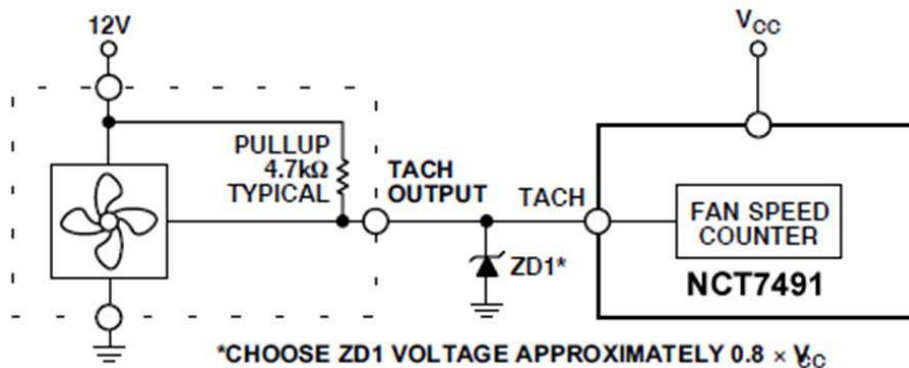 12V
VCC
PULLUP
4.7kΩ
TYPICAL
TACH
OUTPUT
TACH
FAN SPEED
COUNTER
ZD1*
NCT7491
*CHOOSE ZD1 VOLTAGE APPROXIMATELY 0.8 × VCC